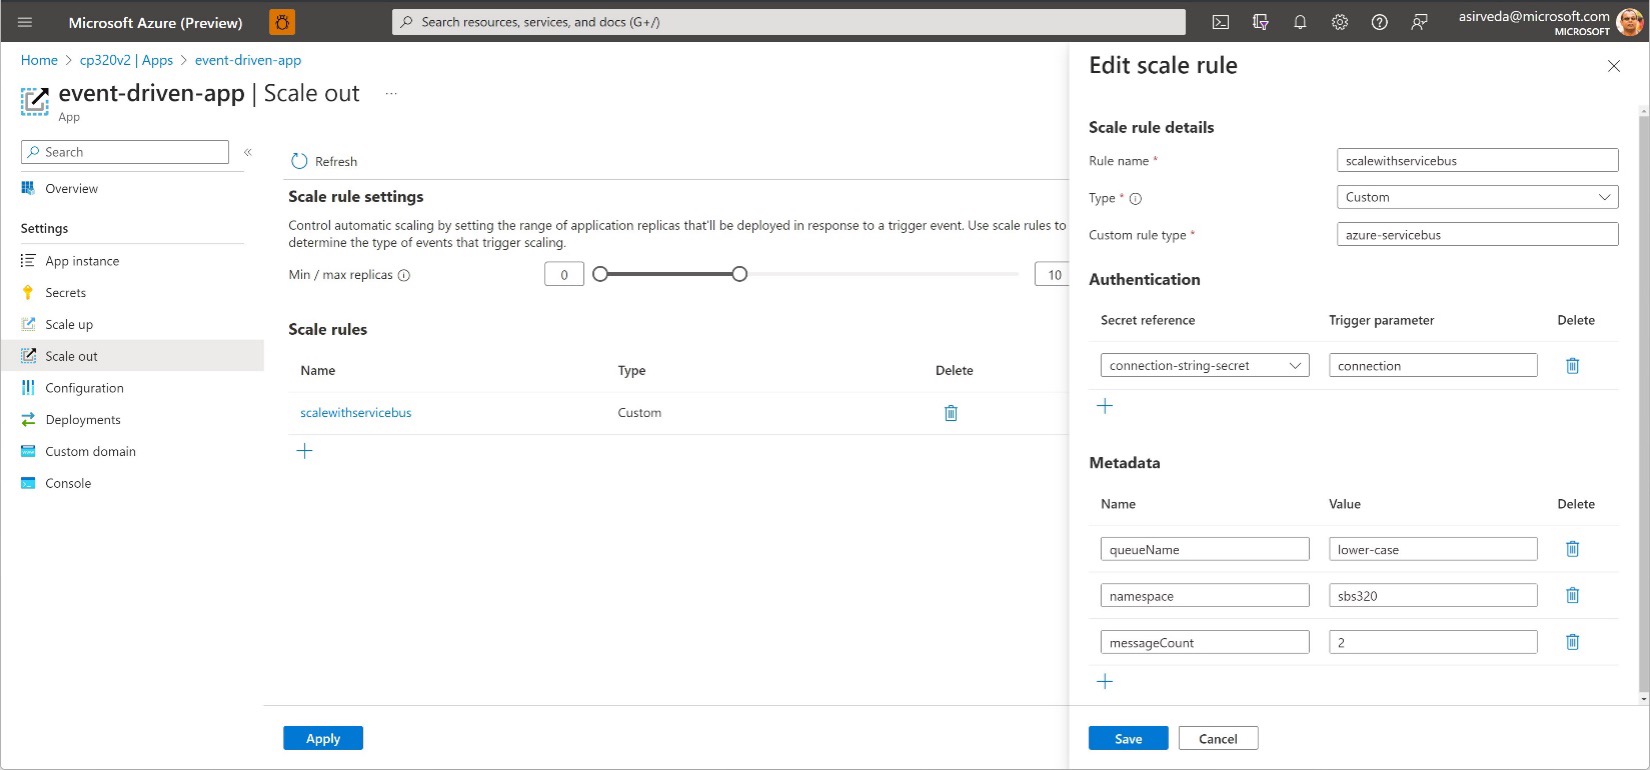 Microsoft Azure (Preview)
Search resources, services, and docs (G+/)
asirveda@microsoft.com
MICROSOFT
Home > cp320v2 | Apps > event-driven-app
event-driven-app | Scale out ...
App
Search
«
Overview
Settings
App instance
Secrets
Scale up
Scale out
Configuration
Deployments
Custom domain
Console
Refresh
Scale rule settings
Control automatic scaling by setting the range of application replicas that'll be deployed in response to a trigger event. Use scale rules to
determine the type of events that trigger scaling.
Min / max replicas 0 10
Scale rules
Name Type Delete
scalewithservicebus Custom
Apply
Edit scale rule
Scale rule details
Rule name * scalewithservicebus
Type * Custom
Custom rule type * azure-servicebus
Authentication
Secret reference Trigger parameter Delete
connection-string-secret connection
Metadata
Name Value Delete
queueName lower-case
namespace sbs320
messageCount 2
Save Cancel